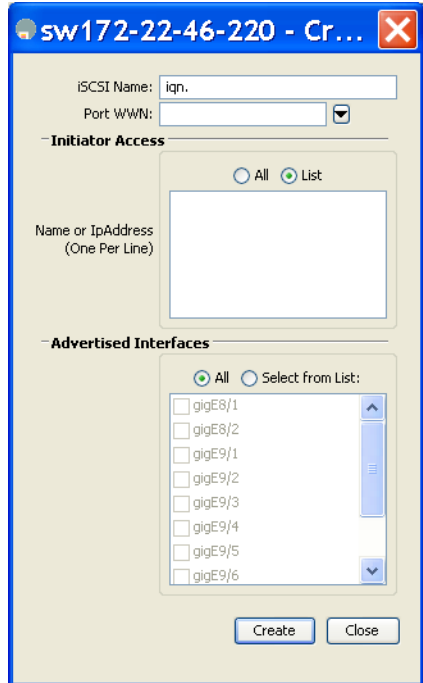 sw172-22-46-220 - Cr...
iSCSI Name: iqn.
Port WWN:
Initiator Access
All List
Name or IpAddress
(One Per Line)
Advertised Interfaces
All Select from List:
gigE8/1
gigE8/2
gigE9/1
gigE9/2
gigE9/3
gigE9/4
gigE9/5
gigE9/6
Create Close